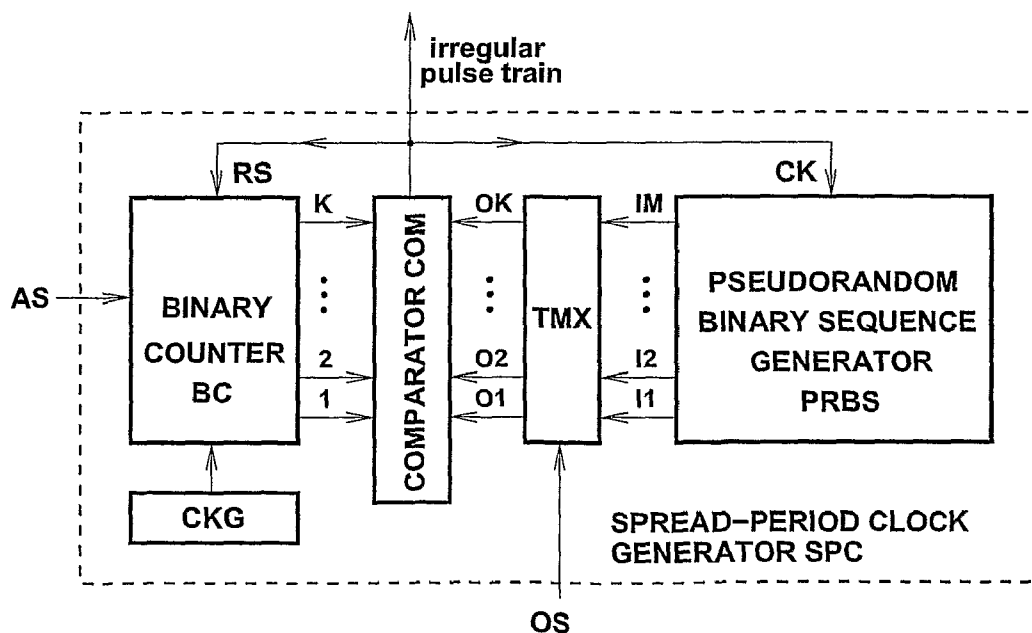 irregular
pulse train
RS
CK
K
OK
IM
AS
BINARY
COUNTER
BC
COMPARATOR COM
TMX
PSEUDORANDOM
BINARY SEQUENCE
GENERATOR
PRBS
2
O2
I2
1
O1
I1
CKG
SPREAD-PERIOD CLOCK
GENERATOR SPC
OS